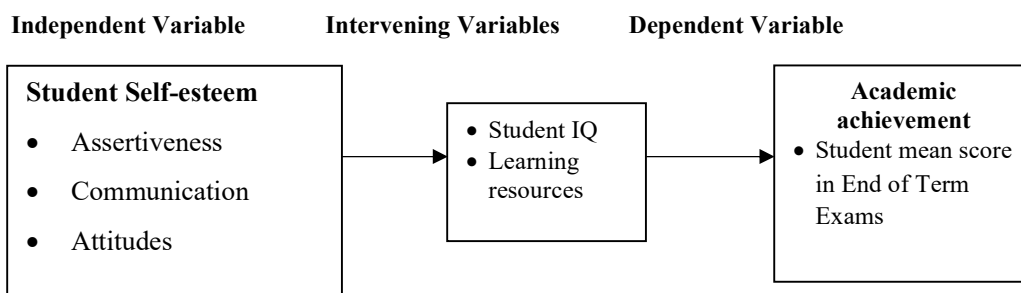 Independent Variable
Intervening Variables
Dependent Variable
Student Self-esteem
• Assertiveness
• Communication
• Attitudes
• Student IQ
• Learning
resources
Academic
achievement
• Student mean score
in End of Term
Exams